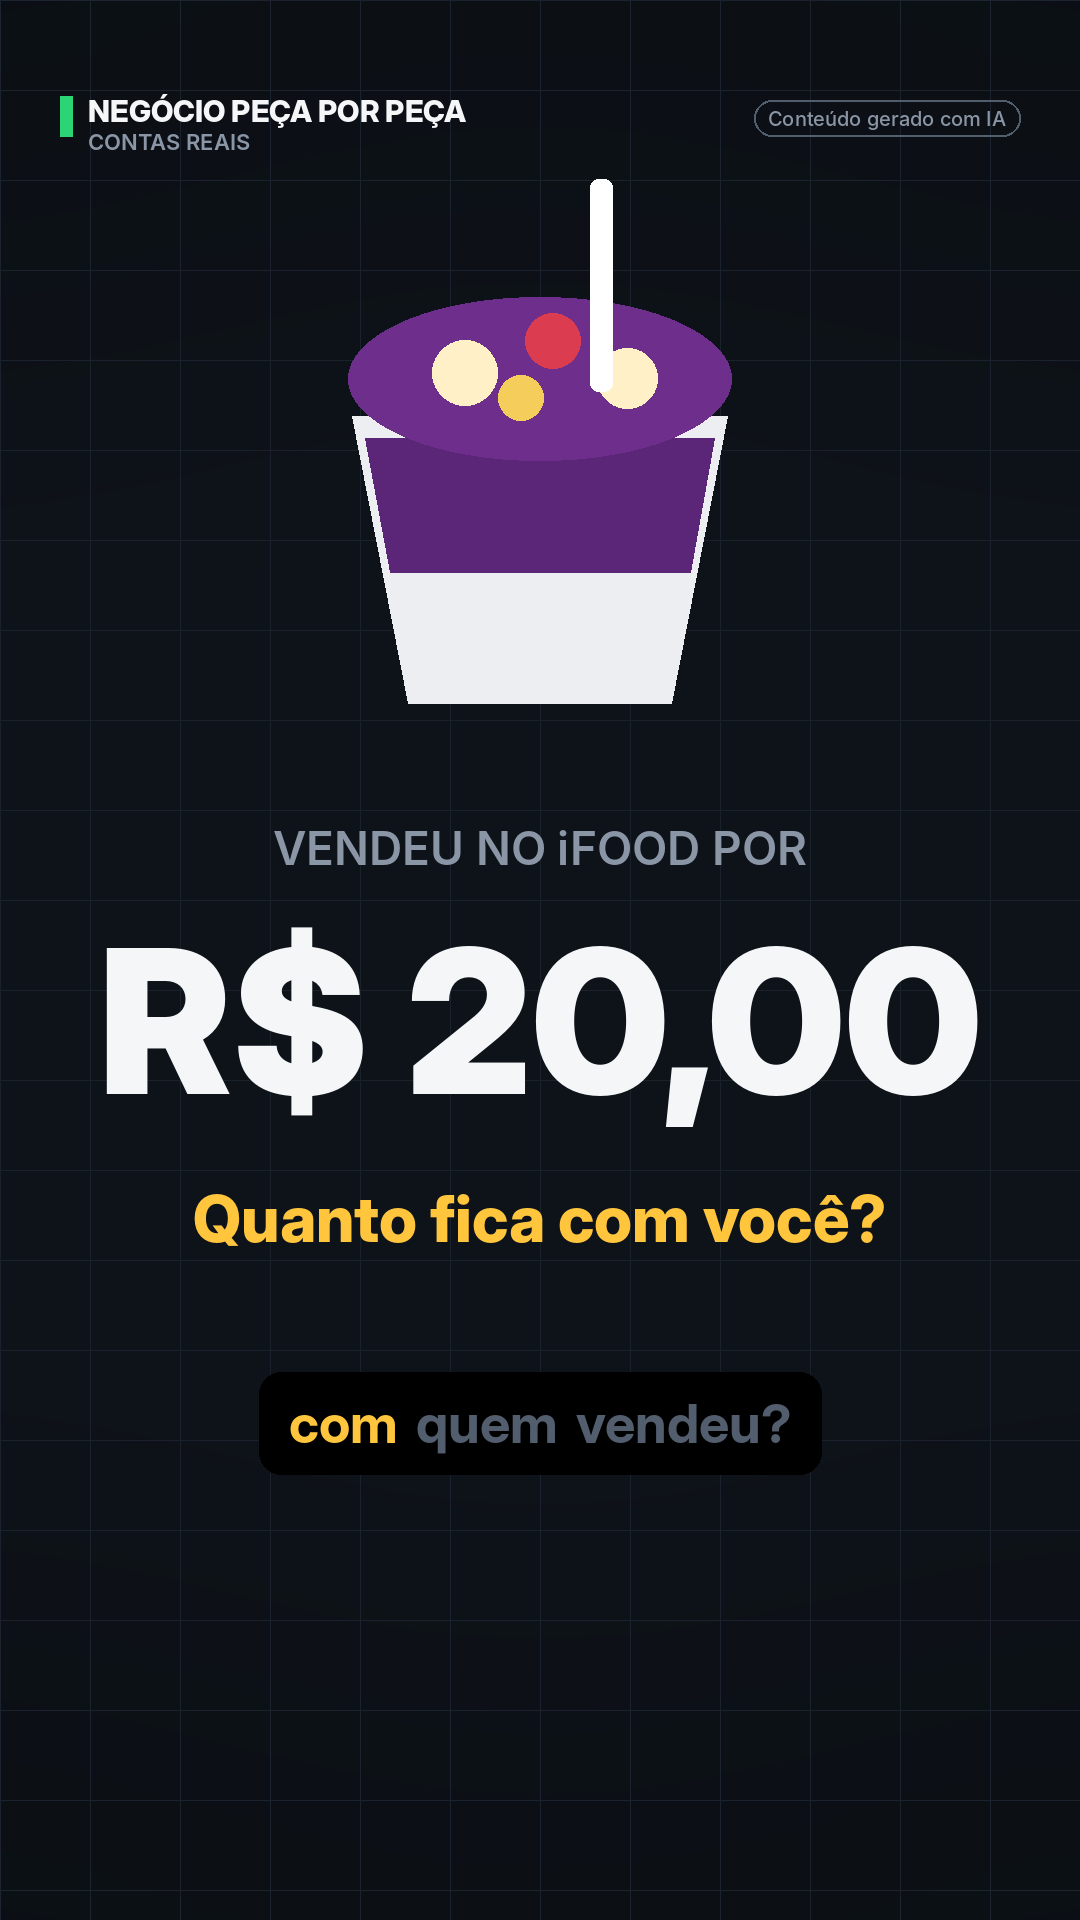 NEGÓCIO PEÇA POR PEÇA
CONTAS REAIS
Conteúdo gerado com IA
VENDEU NO iFOOD POR
R$ 20,00
Quanto fica com você?
com quem vendeu?